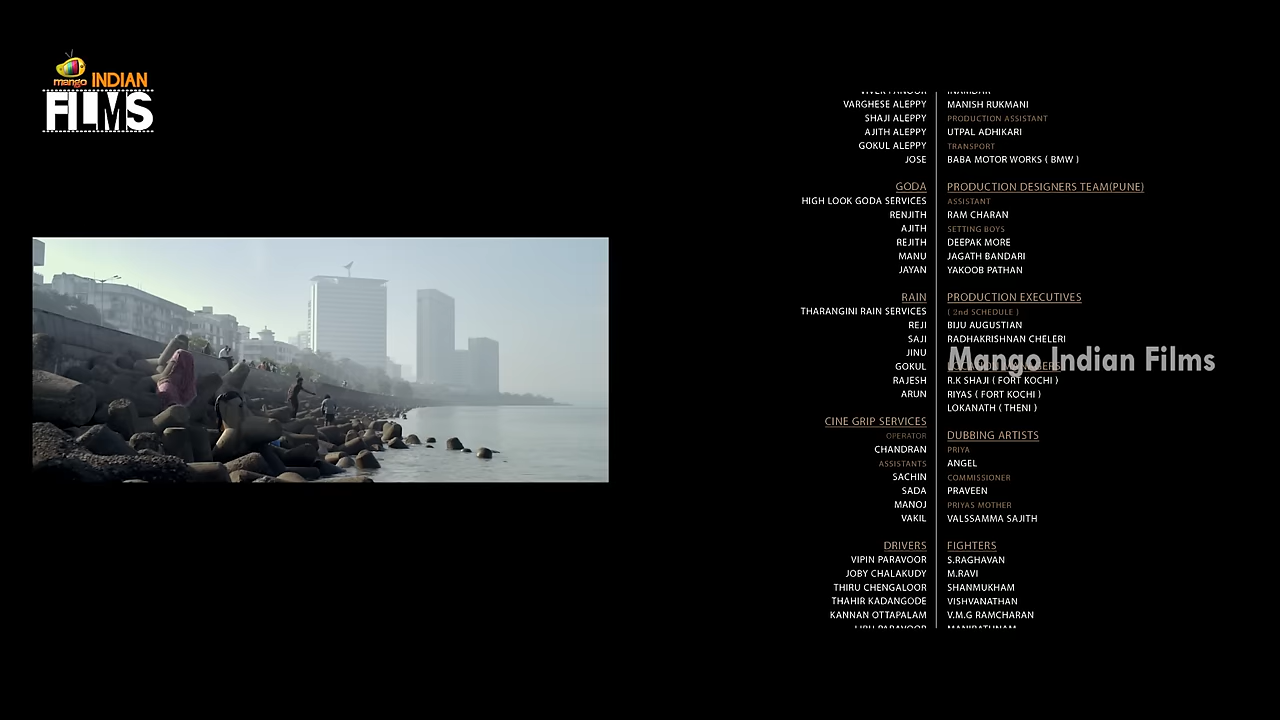 mango INDIAN
FILMS
VARGHESE ALEPPY
SHAJI ALEPPY
AJITH ALEPPY
GOKUL ALEPPY
JOSE
GODA
HIGH LOOK GODA SERVICES
RENJITH
AJITH
REJITH
MANU
JAYAN
RAIN
THARANGINI RAIN SERVICES
REJI
SAJI
JINU
GOKUL
RAJESH
ARUN
CINE GRIP SERVICES
OPERATOR
CHANDRAN
ASSISTANTS
SACHIN
SADA
MANOJ
VAKIL
DRIVERS
VIPIN PARAVOOR
JOBY CHALAKUDY
THIRU CHENGALOOR
THAHIR KADANGODE
KANNAN OTTAPALAM
MANISH RUKMANI
PRODUCTION ASSISTANT
UTPAL ADHIKARI
TRANSPORT
BABA MOTOR WORKS ( BMW )
PRODUCTION DESIGNERS TEAM(PUNE)
ASSISTANT
RAM CHARAN
SETTING BOYS
DEEPAK MORE
JAGATH BANDARI
YAKOOB PATHAN
PRODUCTION EXECUTIVES
( 2nd SCHEDULE )
BIJU AUGUSTIAN
RADHAKRISHNAN CHELERI
Mango Indian Films
R.K SHAJI ( FORT KOCHI )
RIYAS ( FORT KOCHI )
LOKANATH ( THENI )
DUBBING ARTISTS
PRIYA
ANGEL
COMMISSIONER
PRAVEEN
PRIYAS MOTHER
VALSSAMMA SAJITH
FIGHTERS
S.RAGHAVAN
M.RAVI
SHANMUKHAM
VISHVANATHAN
V.M.G RAMCHARAN